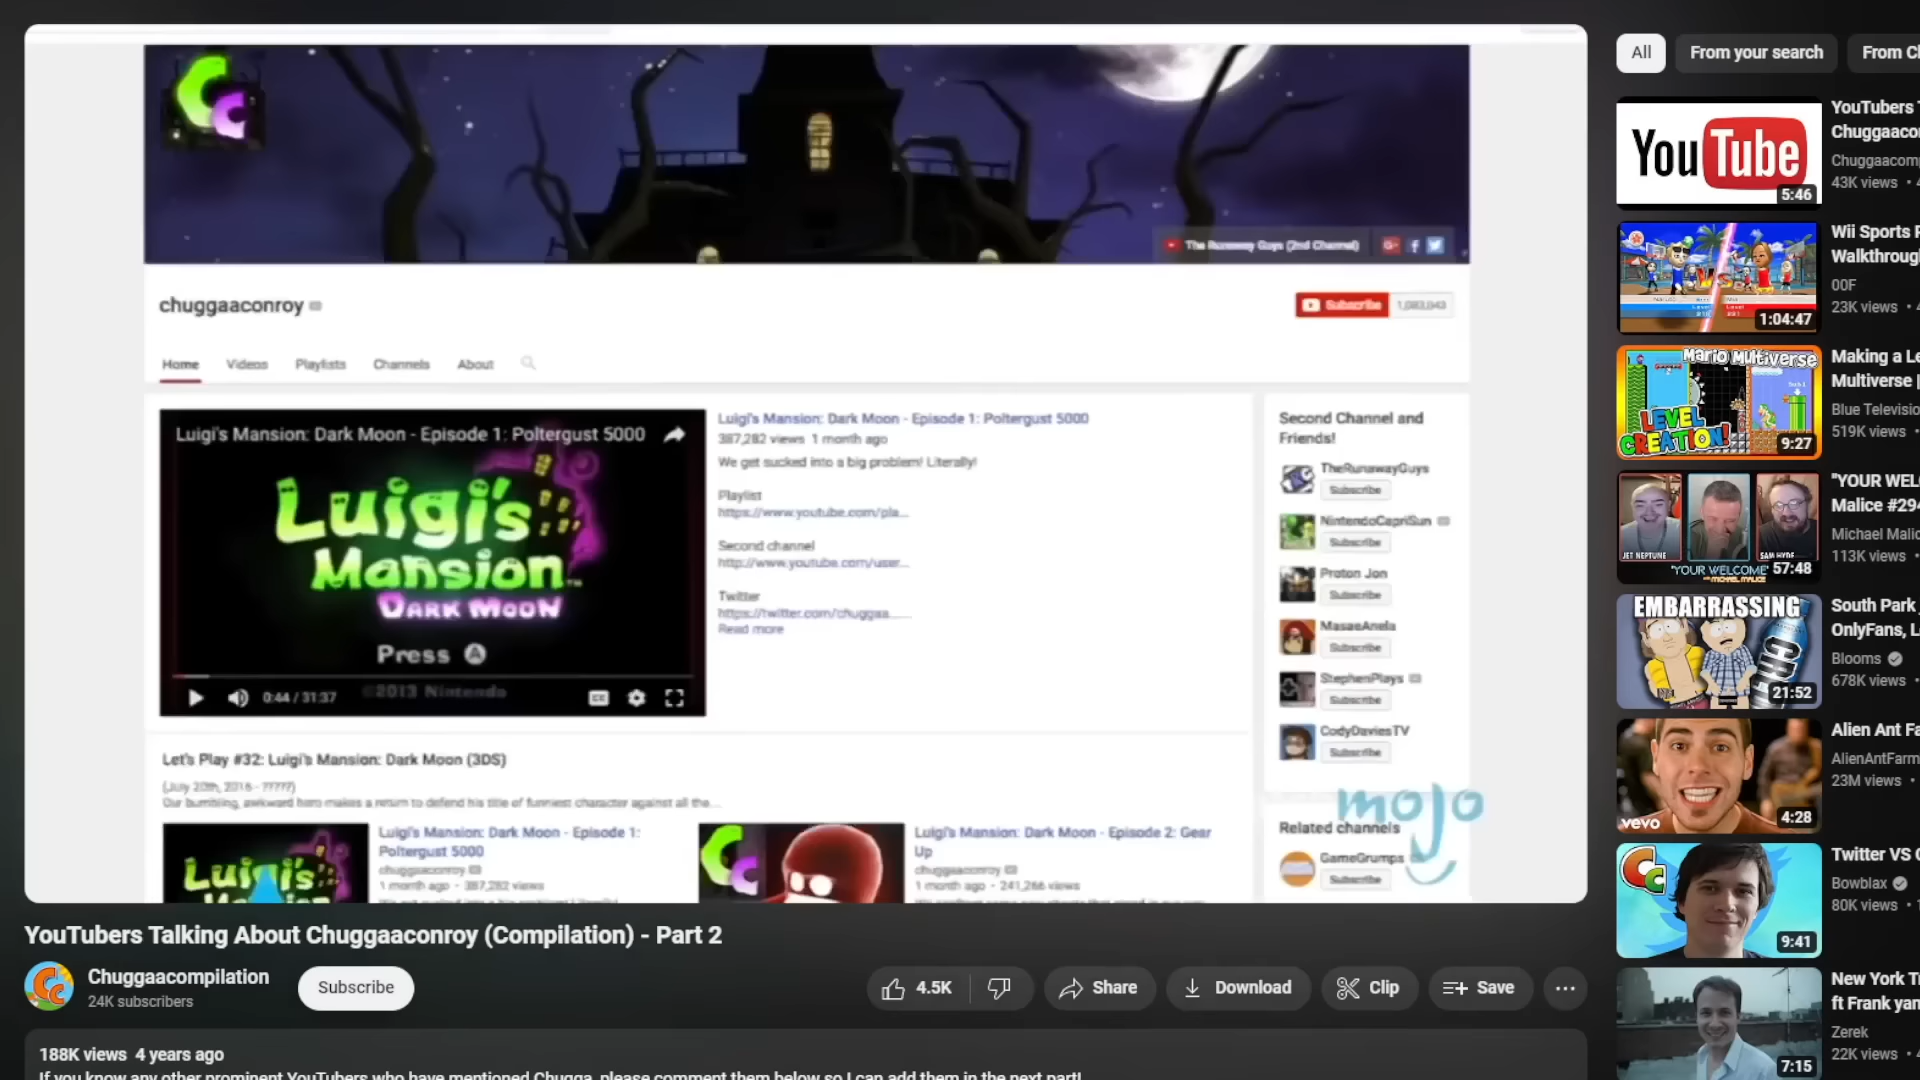 The Runaway Guys (2nd Channel)
chuggaaconroy
Subscribe 1,083,943
Home Videos Playlists Channels About
Luigi's Mansion: Dark Moon - Episode 1: Poltergust 5000
LUIGI'S
MANSION
DARK MOON
Press A
©2013 Nintendo
0:44 / 31:37
Luigi's Mansion: Dark Moon - Episode 1: Poltergust 5000
387,282 views 1 month ago
We get sucked into a big problem! Literally!
Playlist
https://www.youtube.com/pla...
Second channel
http://www.youtube.com/user...
Twitter
https://twitter.com/chuggaa......
Read more
Second Channel and
Friends!
TheRunawayGuys
Subscribe
NintendoCapriSun
Subscribe
Proton Jon
Subscribe
MasaeAnela
Subscribe
StephenPlays
Subscribe
CodyDaviesTV
Subscribe
Related channels
GameGrumps
Subscribe
mojo
Let's Play #32: Luigi's Mansion: Dark Moon (3DS)
(July 20th, 2016 - ?????)
Our bumbling, awkward hero makes a return to defend his title of funniest character against all the...
Luigi's
Luigi's Mansion: Dark Moon - Episode 1:
Poltergust 5000
chuggaaconroy
1 month ago • 387,282 views
Luigi's Mansion: Dark Moon - Episode 2: Gear
Up
chuggaaconroy
1 month ago • 241,266 views
YouTubers Talking About Chuggaaconroy (Compilation) - Part 2
Chuggaacompilation
24K subscribers
Subscribe
4.5K
Share
Download
Clip
Save
188K views 4 years ago
If you know any other prominent YouTubers who have mentioned Chugga, please comment them below so I can add them in the next part!
All
From your search
From C
YouTube
5:46
YouTubers
Chuggaaco
Chuggaacom
43K views •
1:04:47
Wii Sports
Walkthroug
00F
23K views •
MARIO MULTIVERSE
LEVEL
CREATION!
9:27
Making a Le
Multiverse |
Blue Televisio
519K views •
JET NEPTUNE
SAM HYDE
"YOUR WELCOME"
WITH MICHAEL MALICE
57:48
"YOUR WEL
Malice #29
Michael Malic
113K views •
EMBARRASSING
21:52
South Park
OnlyFans, L
Blooms
678K views •
vevo
4:28
Alien Ant Fa
AlienAntFarm
23M views •
9:41
Twitter VS
Bowblax
80K views •
7:15
New York T
ft Frank yan
Zerek
22K views •